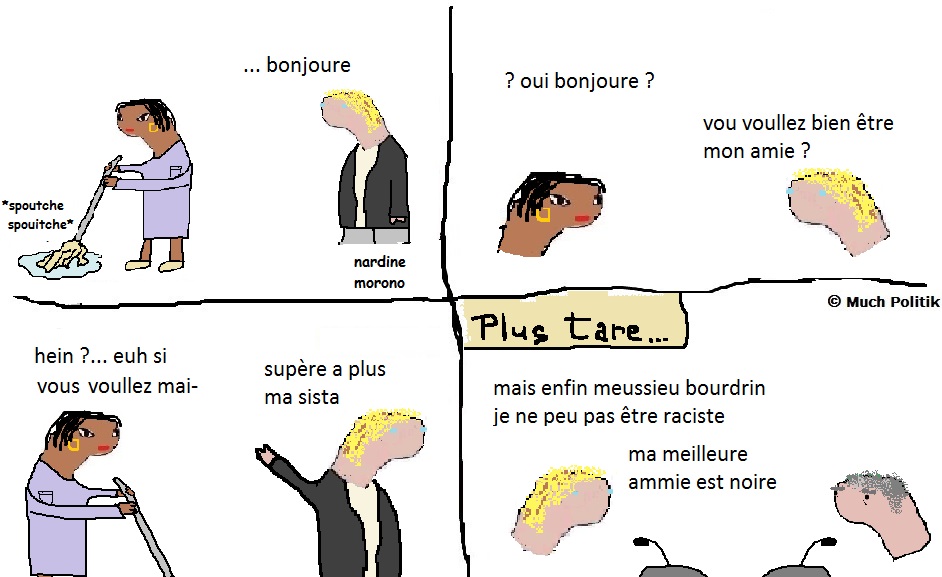 ... bonjoure
*spoutche
spouitche*
nardine
morono
? oui bonjoure ?
vou voullez bien être
mon amie ?
© Much Politik
hein ?... euh si
vous voullez mai-
supère a plus
ma sista
Plus tare...
mais enfin meussieu bourdrin
je ne peu pas être raciste
ma meilleure
ammie est noire